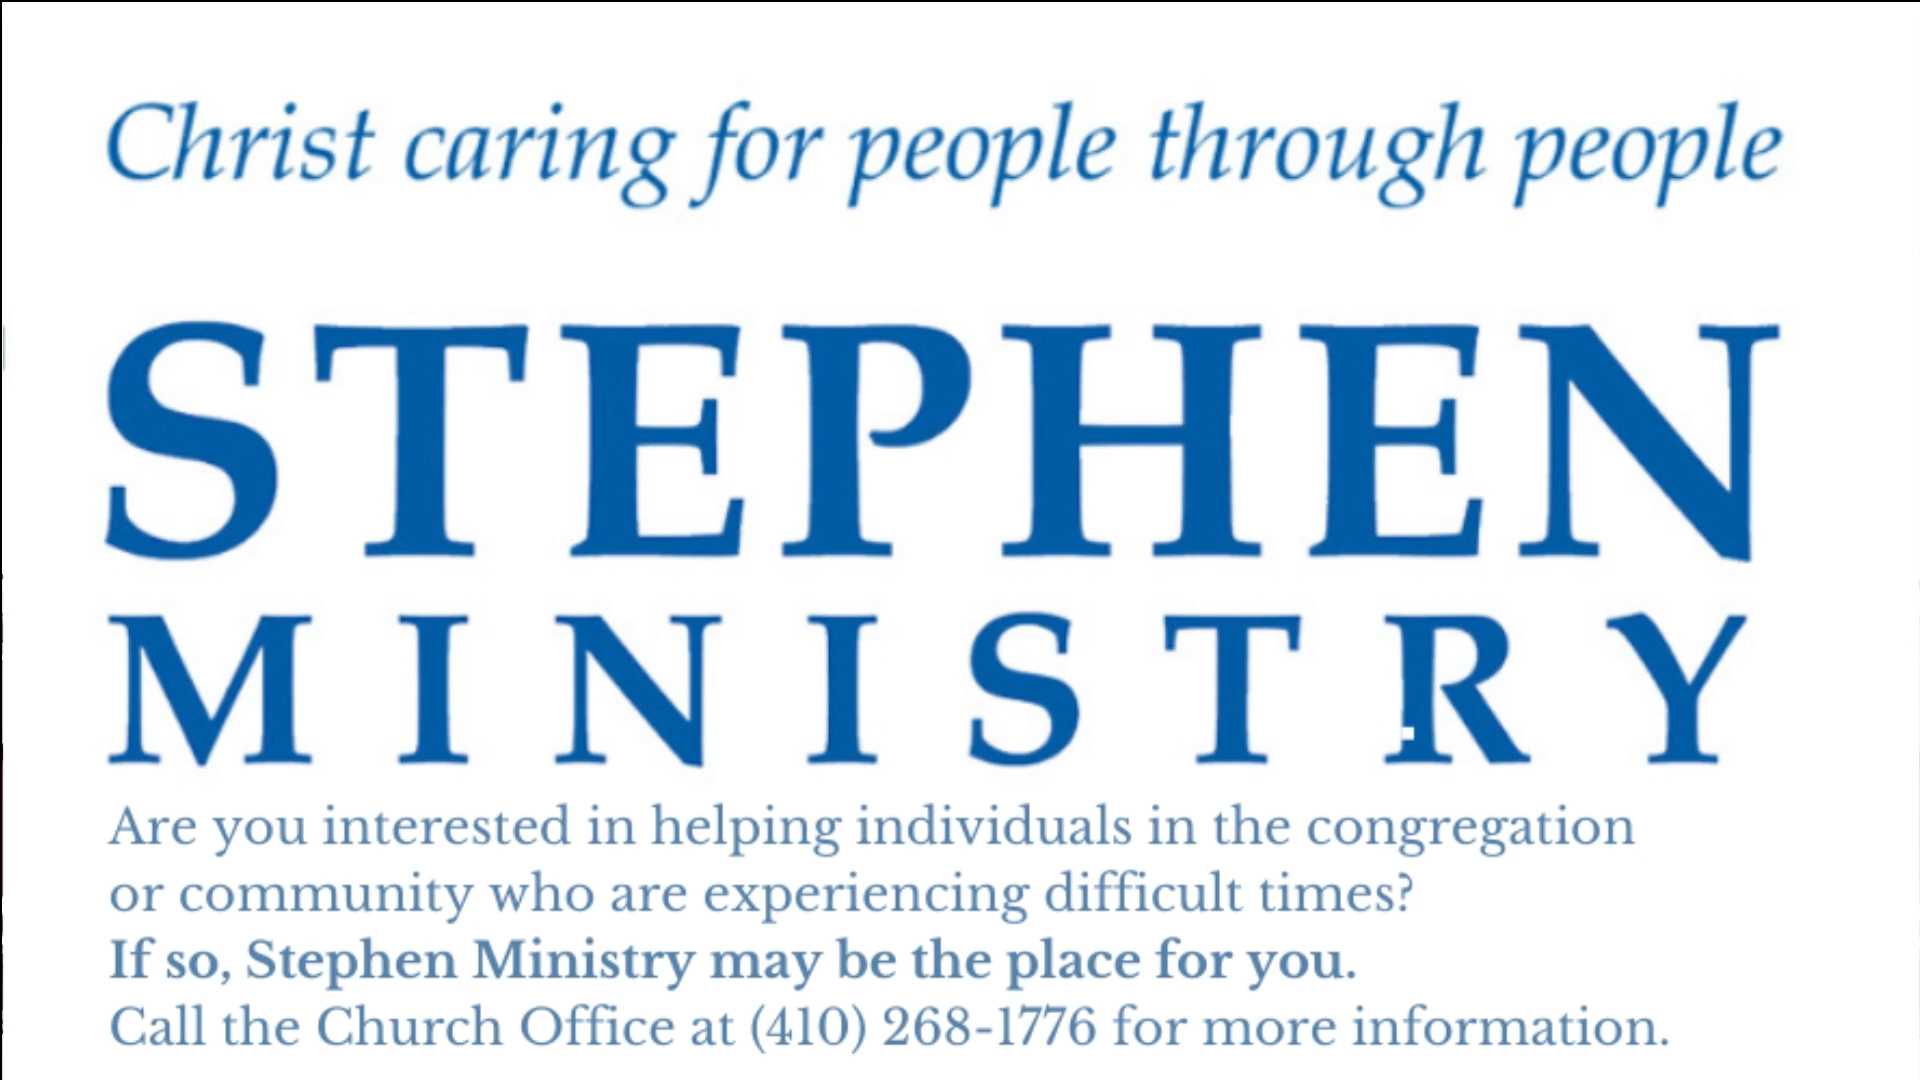 Christ caring for people through people
STEPHEN
MINISTRY
Are you interested in helping individuals in the congregation
or community who are experiencing difficult times?
If so, Stephen Ministry may be the place for you.
Call the Church Office at (410) 268-1776 for more information.